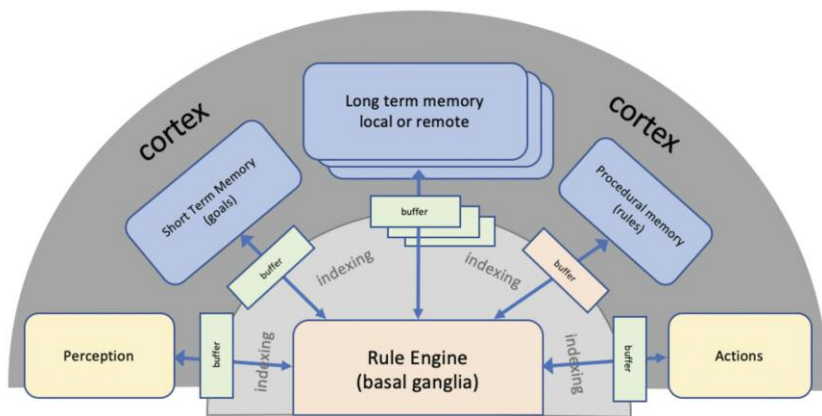 cortex
cortex
Long term memory
local or remote
Short Term Memory
(goals)
Procedural memory
(rules)
buffer
buffer
buffer
indexing
indexing
Perception
buffer
indexing
Rule Engine
(basal ganglia)
indexing
buffer
Actions